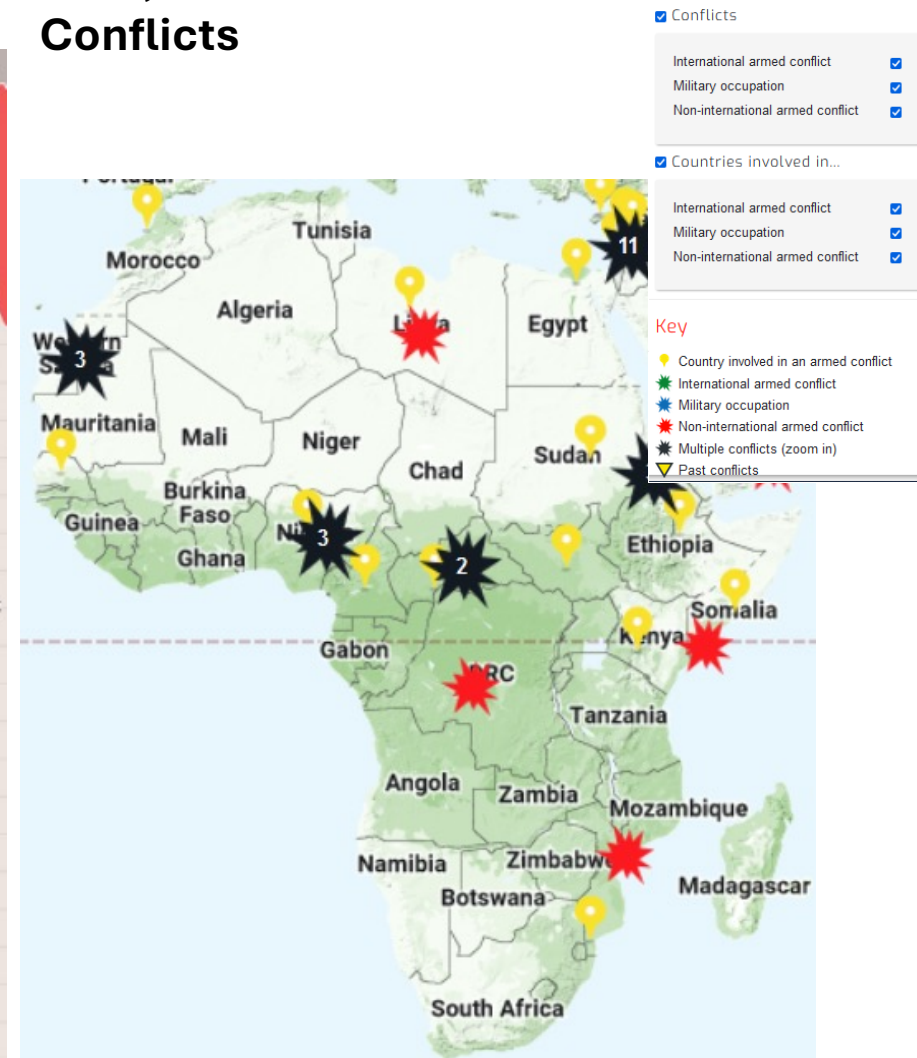 Conflicts
Conflicts
International armed conflict
Military occupation
Non-international armed conflict
Countries involved in...
International armed conflict
Military occupation
Non-international armed conflict
Key
Country involved in an armed conflict
International armed conflict
Military occupation
Non-international armed conflict
Multiple conflicts (zoom in)
Past conflicts
Tunisia
11
Morocco
Algeria
Egypt
3
Mauritania
Mali
Niger
Sudan
Chad
Burkina
Faso
Guinea
3
Ghana
2
Ethiopia
Somalia
Kenya
Gabon
Tanzania
Angola
Zambia
Mozambique
Namibia
Botswana
Madagascar
South Africa